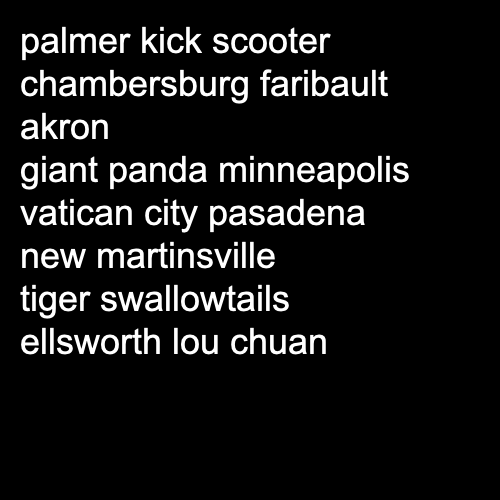 palmer kick scooter
chambersburg faribault
akron
giant panda minneapolis
vatican city pasadena
new martinsville
tiger swallowtails
ellsworth lou chuan